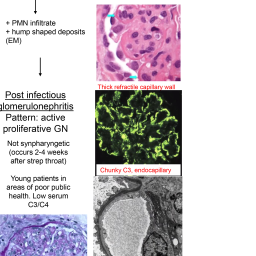 + PMN infiltrate
+ hump shaped deposits
(EM)
Thick refractile capillary wall
Post infectious
glomerulonephritis
Pattern: active
proliferative GN
Not synpharyngetic
(occurs 2-4 weeks
after strep throat)
Chunky C3, endocapillary
Young patients in
areas of poor public
health. Low serum
C3/C4